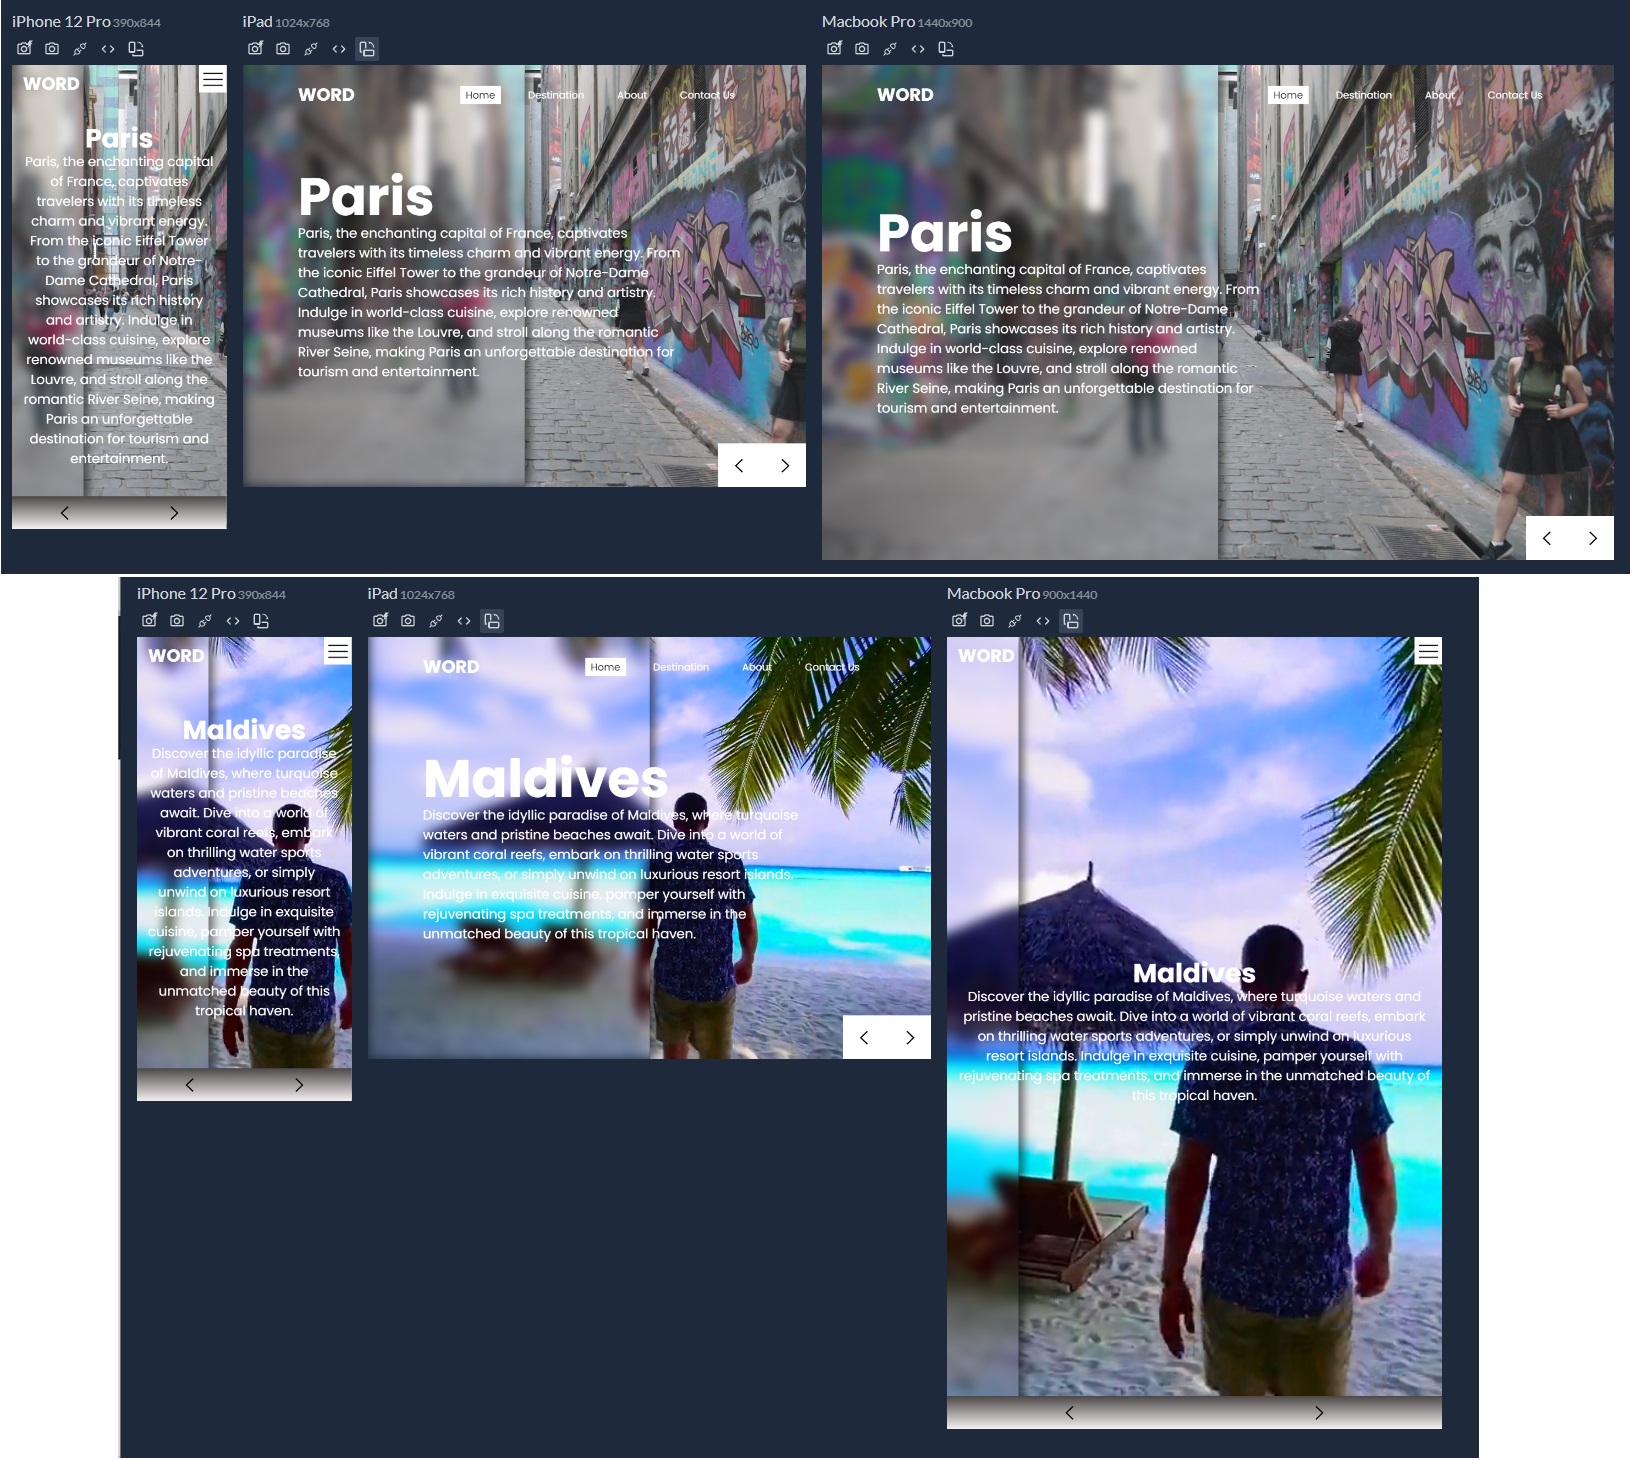 iPhone 12 Pro 390x844
WORD
Paris
Paris, the enchanting capital
of France, captivates
travelers with its timeless
charm and vibrant energy.
From the iconic Eiffel Tower
to the grandeur of Notre-
Dame Cathedral, Paris
showcases its rich history
and artistry. Indulge in
world-class cuisine, explore
renowned museums like the
Louvre, and stroll along the
romantic River Seine, making
Paris an unforgettable
destination for tourism and
entertainment.
iPad 1024x768
WORD Home Destination About Contact Us
Paris
Paris, the enchanting capital of France, captivates
travelers with its timeless charm and vibrant energy. From
the iconic Eiffel Tower to the grandeur of Notre-Dame
Cathedral, Paris showcases its rich history and artistry.
Indulge in world-class cuisine, explore renowned
museums like the Louvre, and stroll along the romantic
River Seine, making Paris an unforgettable destination for
tourism and entertainment.
Macbook Pro 1440x900
WORD Home Destination About Contact Us
Paris
Paris, the enchanting capital of France, captivates
travelers with its timeless charm and vibrant energy. From
the iconic Eiffel Tower to the grandeur of Notre-Dame
Cathedral, Paris showcases its rich history and artistry.
Indulge in world-class cuisine, explore renowned
museums like the Louvre, and stroll along the romantic
River Seine, making Paris an unforgettable destination for
tourism and entertainment.
iPhone 12 Pro 390x844
WORD
Maldives
Discover the idyllic paradise
of Maldives, where turquoise
waters and pristine beaches
await. Dive into a world of
vibrant coral reefs, embark
on thrilling water sports
adventures, or simply
unwind on luxurious resort
islands. Indulge in exquisite
cuisine, pamper yourself with
rejuvenating spa treatments,
and immerse in the
unmatched beauty of this
tropical haven.
iPad 1024x768
WORD Home Destination About Contact Us
Maldives
Discover the idyllic paradise of Maldives, where turquoise
waters and pristine beaches await. Dive into a world of
vibrant coral reefs, embark on thrilling water sports
adventures, or simply unwind on luxurious resort islands.
Indulge in exquisite cuisine, pamper yourself with
rejuvenating spa treatments, and immerse in the
unmatched beauty of this tropical haven.
Macbook Pro 900x1440
WORD
Maldives
Discover the idyllic paradise of Maldives, where turquoise waters and
pristine beaches await. Dive into a world of vibrant coral reefs, embark
on thrilling water sports adventures, or simply unwind on luxurious
resort islands. Indulge in exquisite cuisine, pamper yourself with
rejuvenating spa treatments, and immerse in the unmatched beauty of
this tropical haven.